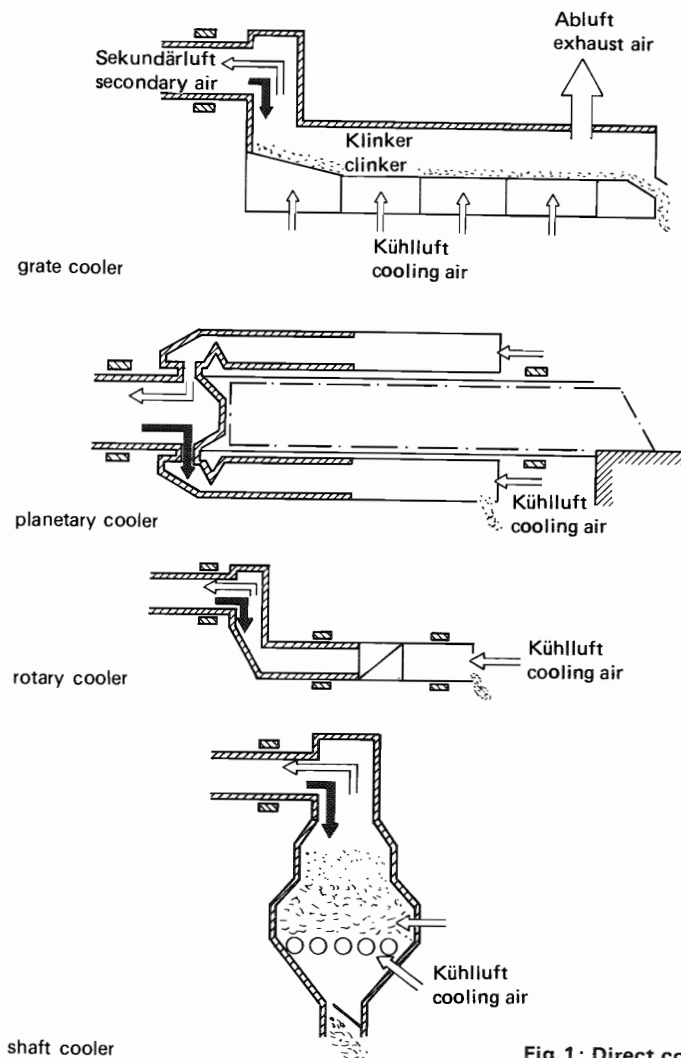 Abluft
exhaust air
Sekundärluft
secondary air
Klinker
clinker
Kühlluft
cooling air
grate cooler
Kühlluft
cooling air
planetary cooler
Kühlluft
cooling air
rotary cooler
Kühlluft
cooling air
shaft cooler
Fig. 1: Direct co